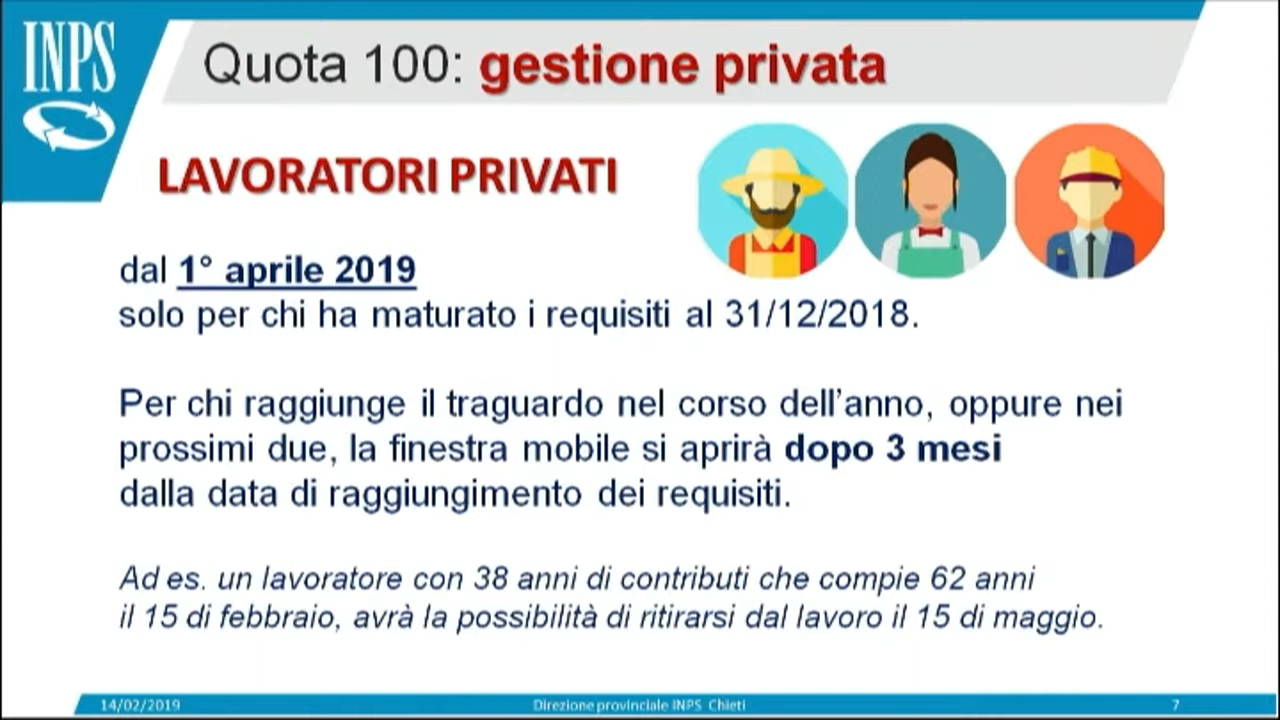 INPS
Quota 100: gestione privata
LAVORATORI PRIVATI
dal 1° aprile 2019
solo per chi ha maturato i requisiti al 31/12/2018.
Per chi raggiunge il traguardo nel corso dell’anno, oppure nei
prossimi due, la finestra mobile si aprirà dopo 3 mesi
dalla data di raggiungimento dei requisiti.
Ad es. un lavoratore con 38 anni di contributi che compie 62 anni
il 15 di febbraio, avrà la possibilità di ritirarsi dal lavoro il 15 di maggio.
14/02/2019 Direzione provinciale INPS Chieti 7